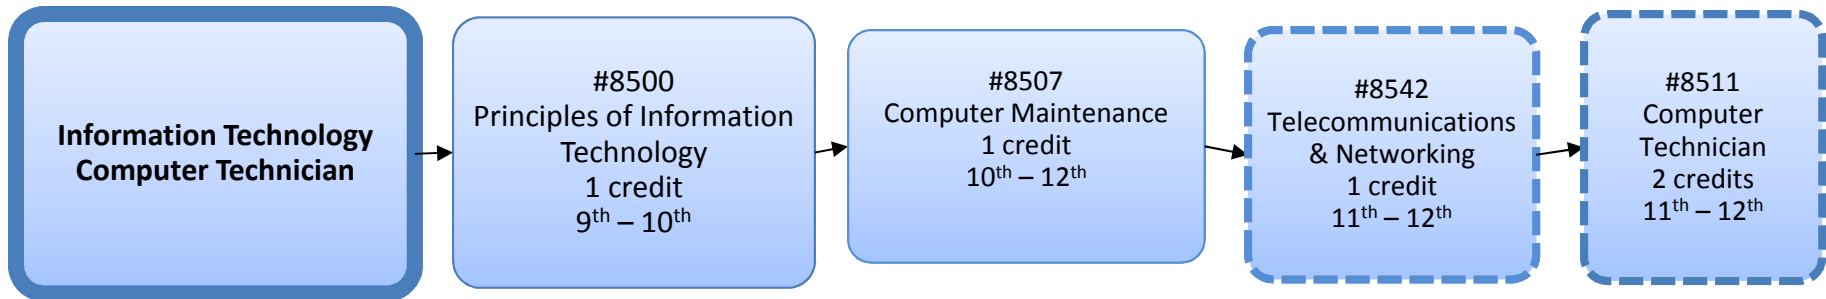 Information Technology
Computer Technician
#8500
Principles of Information
Technology
1 credit
9th – 10th
#8507
Computer Maintenance
1 credit
10th – 12th
#8542
Telecommunications
& Networking
1 credit
11th – 12th
#8511
Computer
Technician
2 credits
11th – 12th